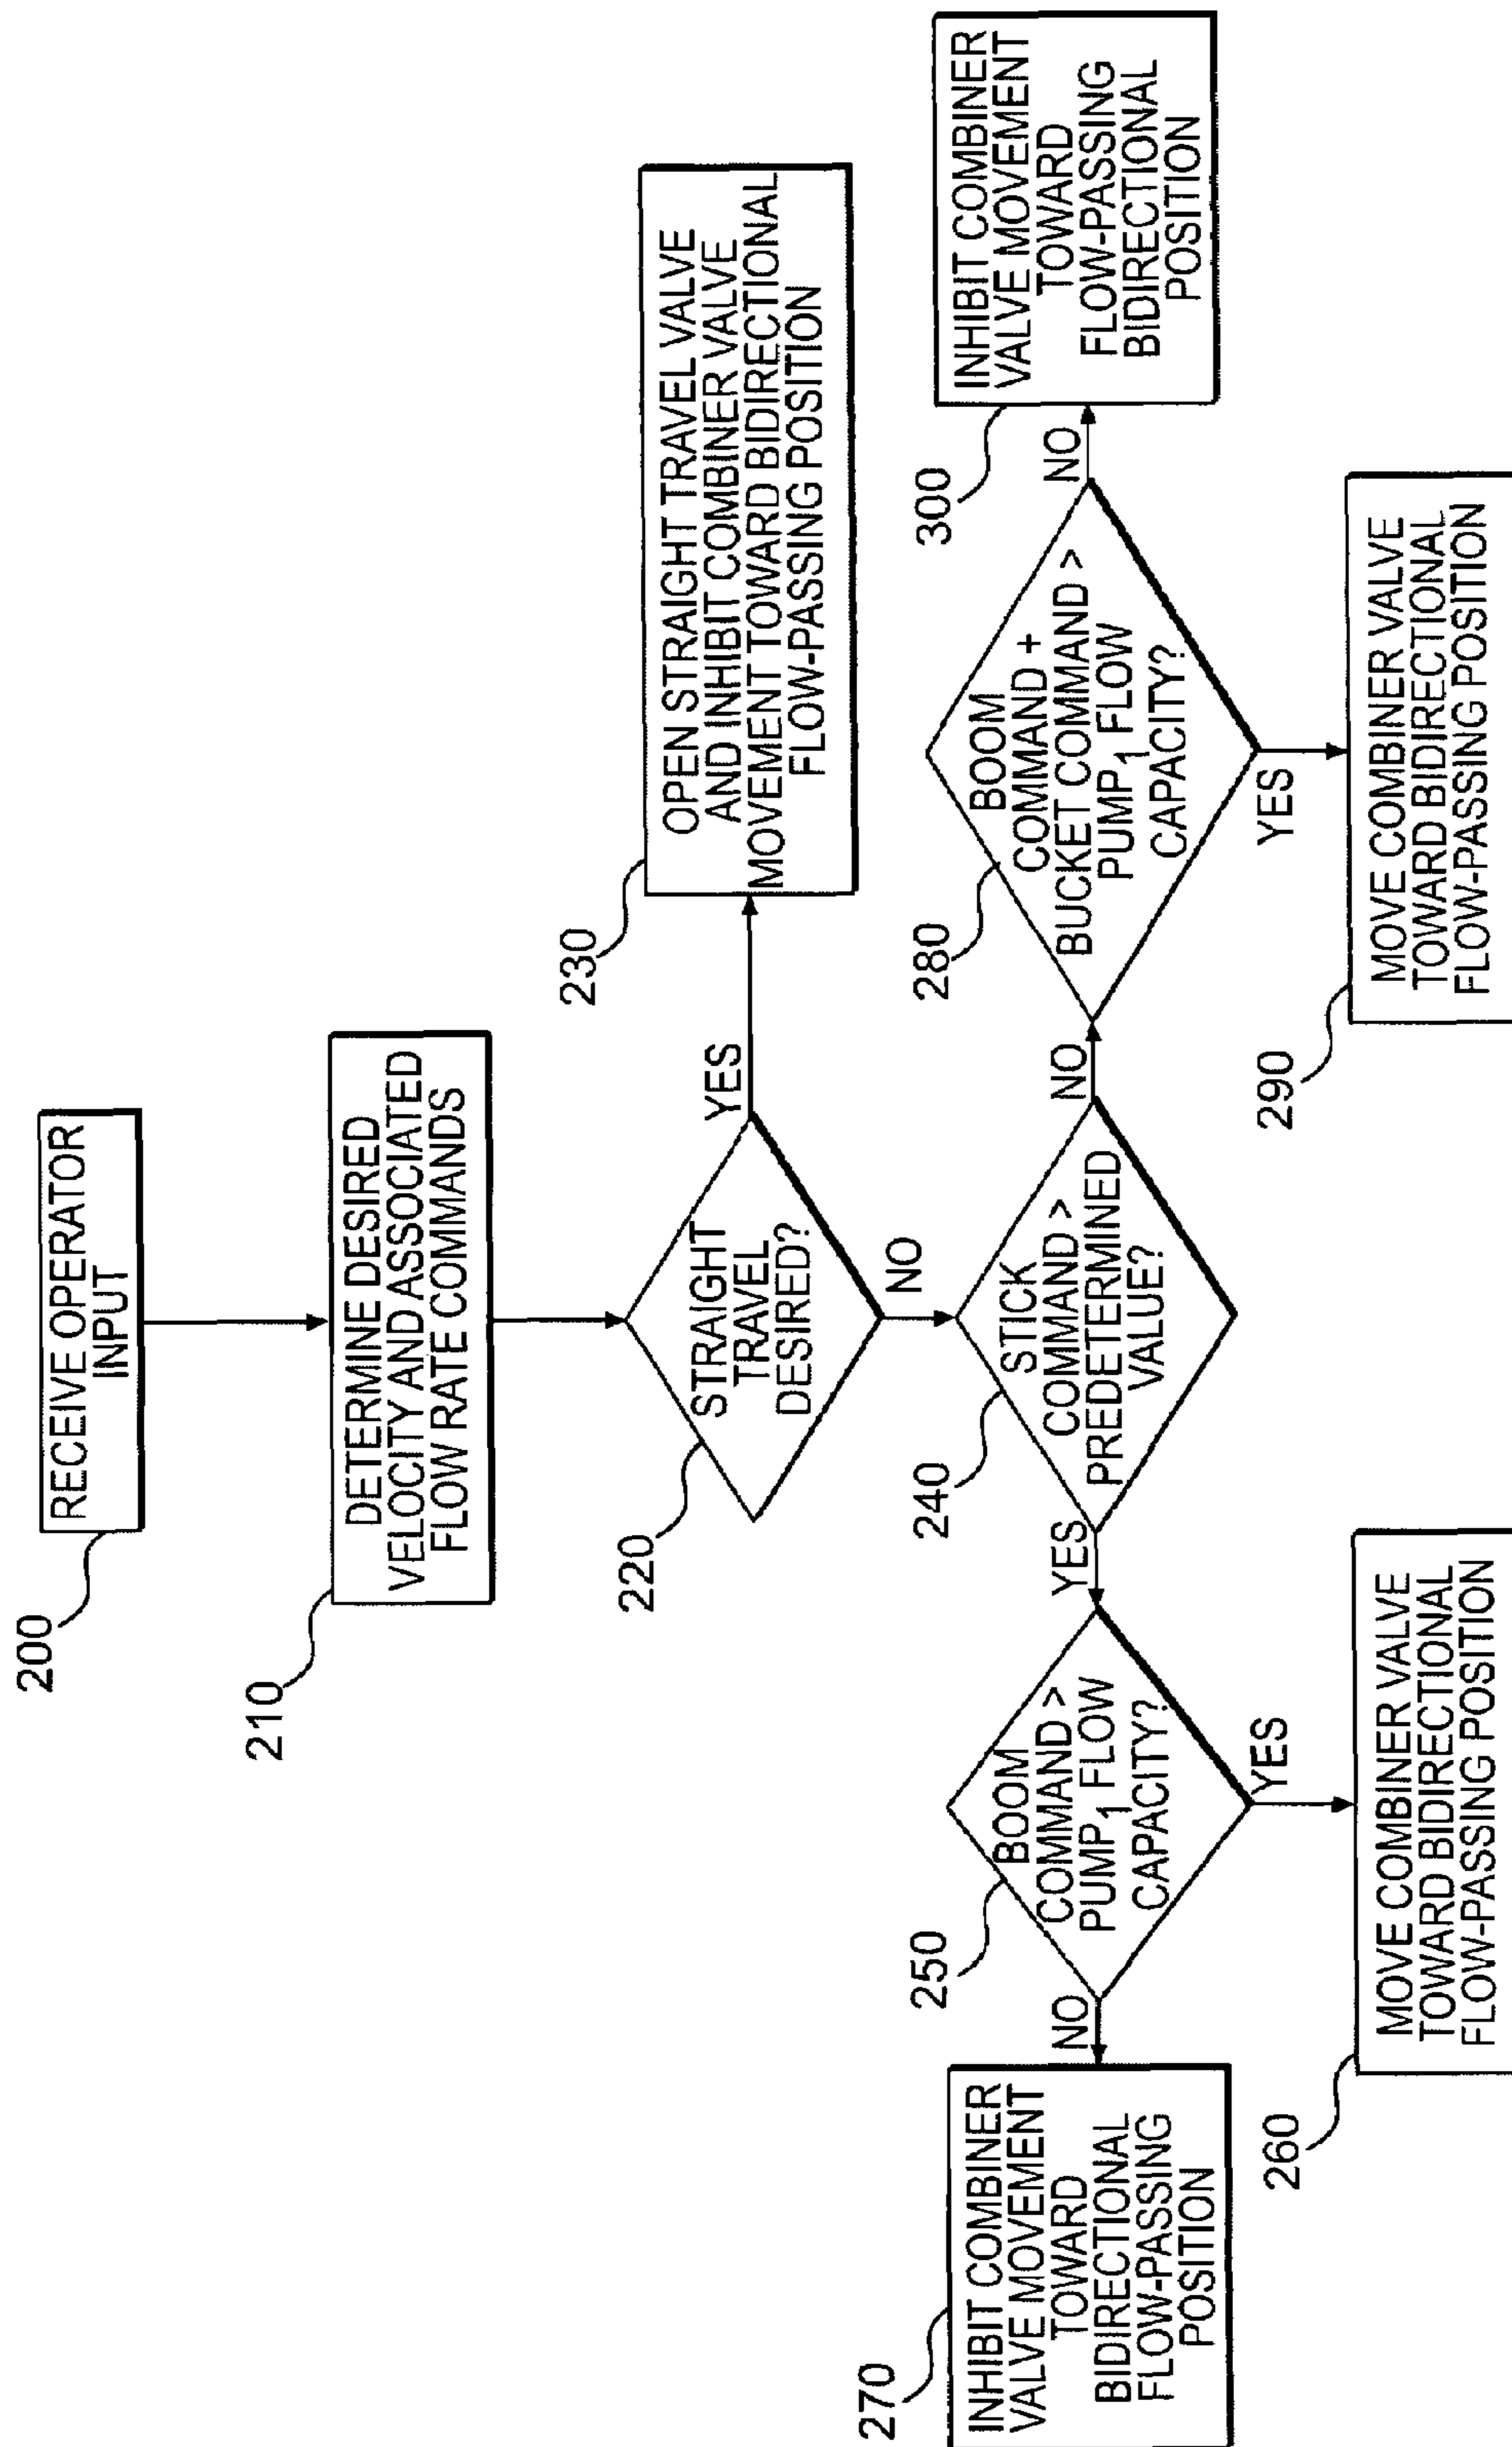 200
RECEIVE OPERATOR
INPUT
210
DETERMINE DESIRED
VELOCITY AND ASSOCIATED
FLOW RATE COMMANDS
220
STRAIGHT
TRAVEL
DESIRED?
YES
NO
230
OPEN STRAIGHT TRAVEL VALVE
AND INHIBIT COMBINER VALVE
MOVEMENT TOWARD BIDIRECTIONAL
FLOW-PASSING POSITION
240
STICK
COMMAND >
PREDETERMINED
VALUE?
YES
NO
250
BOOM
COMMAND >
PUMP1 FLOW
CAPACITY?
NO
YES
270
INHIBIT COMBINER
VALVE MOVEMENT
TOWARD
BIDIRECTIONAL
FLOW-PASSING
POSITION
260
MOVE COMBINER VALVE
TOWARD BIDIRECTIONAL
FLOW-PASSING POSITION
280
BOOM
COMMAND +
BUCKET COMMAND >
PUMP1 FLOW
CAPACITY?
NO
YES
300
INHIBIT COMBINER
VALVE MOVEMENT
TOWARD
FLOW-PASSING
BIDIRECTIONAL
POSITION
290
MOVE COMBINER VALVE
TOWARD BIDIRECTIONAL
FLOW-PASSING POSITION